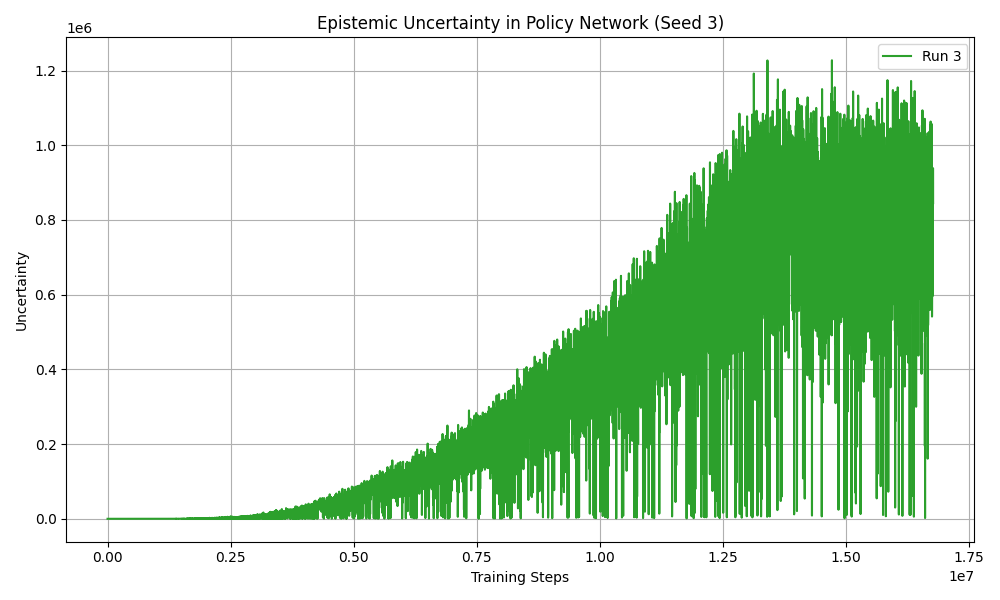 Epistemic Uncertainty in Policy Network (Seed 3)
1e6
Run 3
1.2
1.0
0.8
0.6
0.4
0.2
0.0
Uncertainty
0.00 0.25 0.50 0.75 1.00 1.25 1.50 1.75
1e7
Training Steps